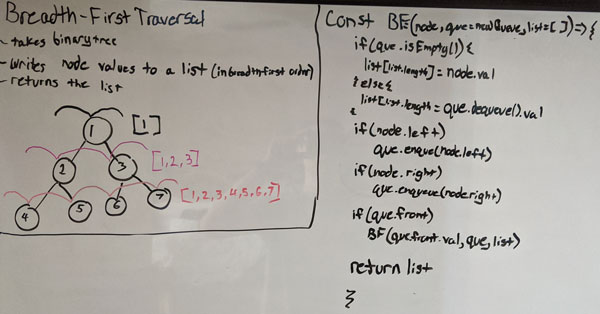 Breadth-First Traversal
- takes binary tree
- writes node values to a list (in breadth-first order)
- returns the list
1
[1]
2
3
[1,2,3]
4
5
6
7
[1,2,3,4,5,6,7]
Const BF(node, que=new Queue, list=[ ])=> {
if(que.isEmpty()){
list[list.length]=node.val
} else {
list[list.length = que.dequeue().val
}
if(node.left)
que.enque(node.left)
if(node.right)
que.enqueue(node.right)
if(que.front)
BF(que.front.val, que, list)
return list
}